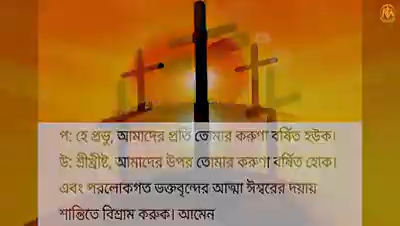 প: হে প্রভু, আমাদের প্রতি তোমার করুণা বর্ষিত হউক।
উ: শ্রীখ্রীষ্ট, আমাদের উপর তোমার করুণা বর্ষিত হোক।
এবং পরলোকগত ভক্তবৃন্দের আত্মা ঈশ্বরের দয়ায়
শান্তিতে বিশ্রাম করুক। আমেন